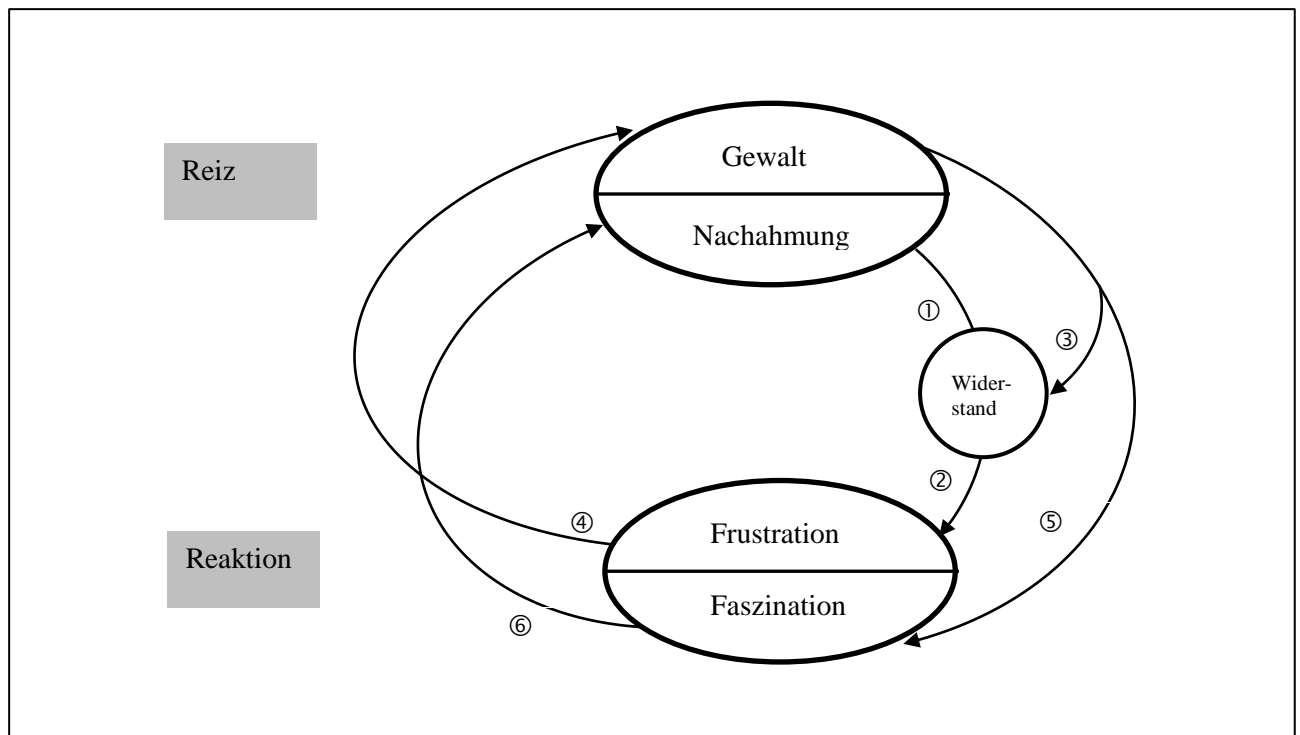 Gewalt
Reiz
Nachahmung
①
③
Wider-
stand
②
④
⑤
Frustration
Reaktion
Faszination
⑥